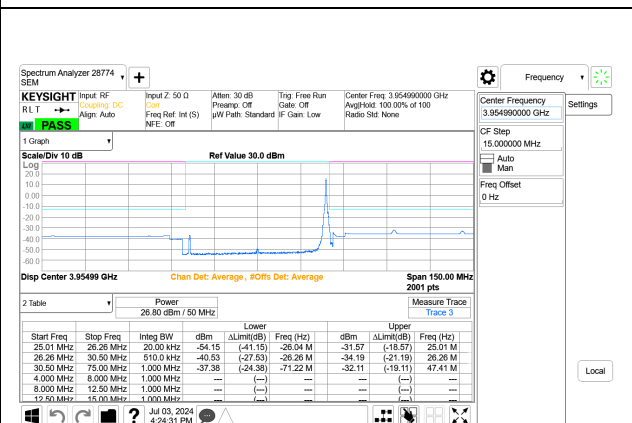 Spectrum Analyzer 28774
SEM
Frequency
KEYSIGHT
R L T
LXI PASS
Input: RF
Coupling: DC
Align: Auto
Input Z: 50 Ω
Corr
Freq Ref: Int (S)
NFE: Off
Atten: 30 dB
Preamp: Off
µW Path: Standard
Trig: Free Run
Gate: Off
IF Gain: Low
Center Freq: 3.954990000 GHz
Avg|Hold: 100.00% of 100
Radio Std: None
Center Frequency
3.954990000 GHz
Settings
CF Step
15.000000 MHz
Auto
Man
Freq Offset
0 Hz
Local
1 Graph
Scale/Div 10 dB
Ref Value 30.0 dBm
Log
20.0
10.0
0.00
-10.0
-20.0
-30.0
-40.0
-50.0
-60.0
Disp Center 3.95499 GHz
Chan Det: Average , #Offs Det: Average
Span 150.00 MHz
2001 pts
2 Table
Power
26.80 dBm / 50 MHz
Measure Trace
Trace 3
Lower Upper
Start Freq Stop Freq Integ BW dBm ΔLimit(dB) Freq (Hz) dBm ΔLimit(dB) Freq (Hz)
25.01 MHz 26.26 MHz 20.00 kHz -54.15 (-41.15) -26.04 M -31.57 (-18.57) 25.01 M
26.26 MHz 30.50 MHz 510.0 kHz -40.53 (-27.53) -26.26 M -34.19 (-21.19) 26.26 M
30.50 MHz 75.00 MHz 1.000 MHz -37.38 (-24.38) -71.22 M -32.11 (-19.11) 47.41 M
4.000 MHz 8.000 MHz 1.000 MHz --- (---) --- --- (---) ---
8.000 MHz 12.50 MHz 1.000 MHz --- (---) --- --- (---) ---
12.50 MHz 15.00 MHz 1.000 MHz --- (---) --- --- (---) ---
?
Jul 03, 2024
4:24:31 PM